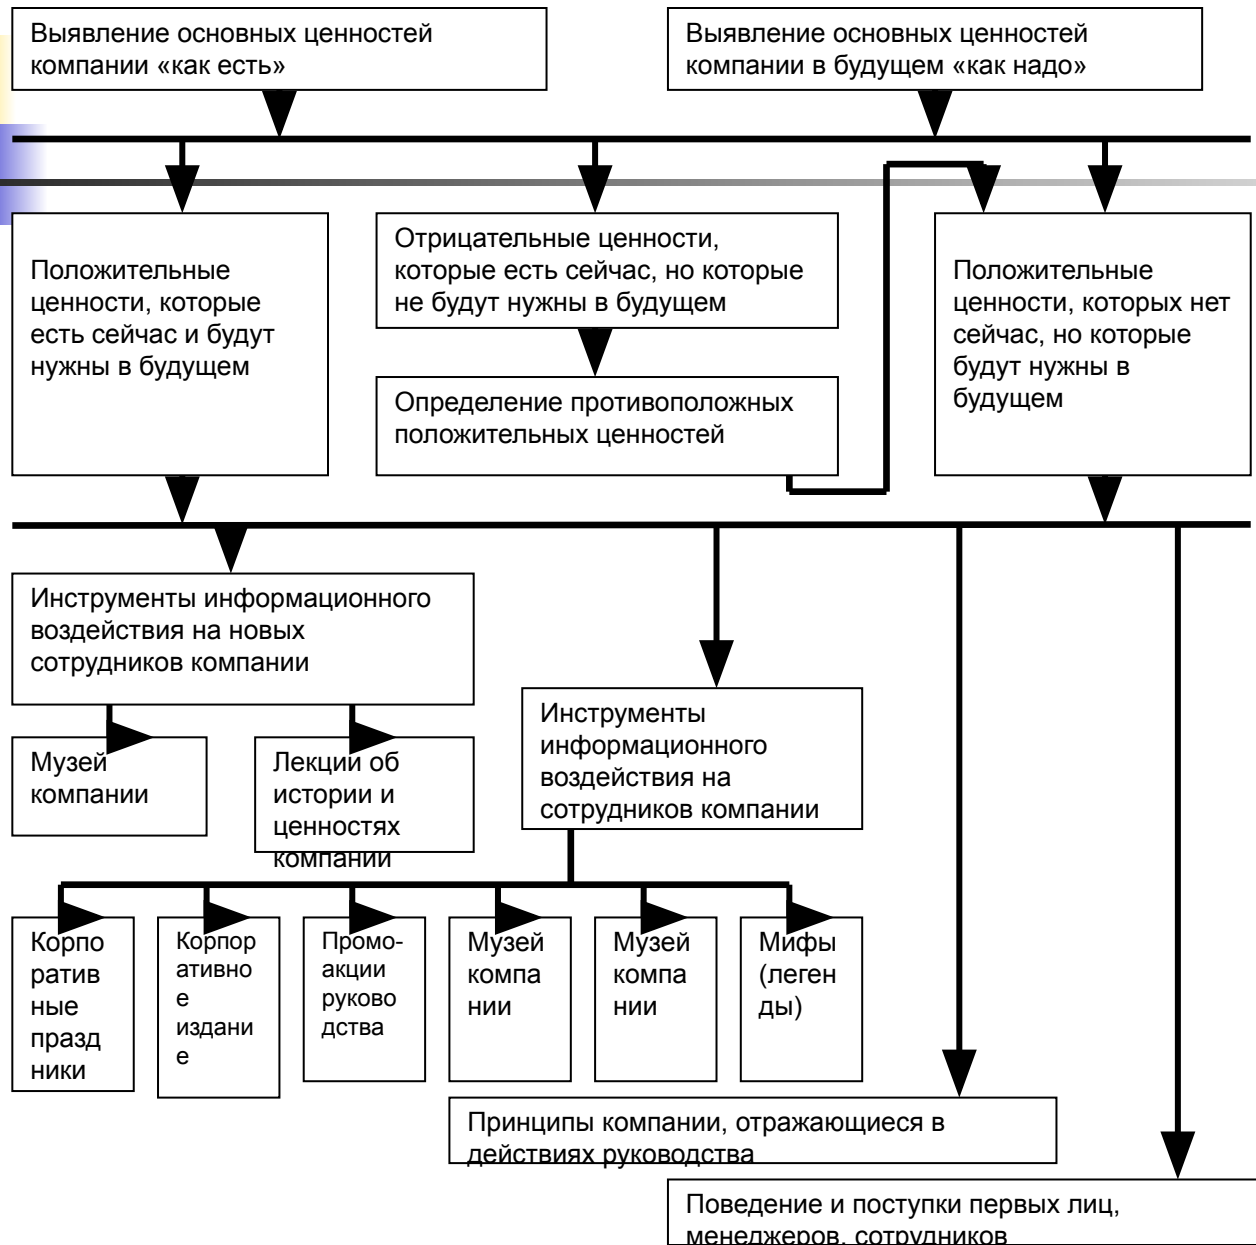 Выявление основных ценностей
компании «как есть»
Выявление основных ценностей
компании в будущем «как надо»
Положительные
ценности, которые
есть сейчас и будут
нужны в будущем
Отрицательные ценности,
которые есть сейчас, но которые
не будут нужны в будущем
Определение противоположных
положительных ценностей
Положительные
ценности, которых нет
сейчас, но которые
будут нужны в
будущем
Инструменты информационного
воздействия на новых
сотрудников компании
Музей
компании
Лекции об
истории и
ценностях
компании
Инструменты
информационного
воздействия на
сотрудников компании
Корпо
ратив
ные
празд
ники
Корпор
ативно
е
издани
е
Промо-
акции
руково
дства
Музей
компа
нии
Музей
компа
нии
Мифы
(леген
ды)
Принципы компании, отражающиеся в
действиях руководства
Поведение и поступки первых лиц,
менеджеров, сотрудников